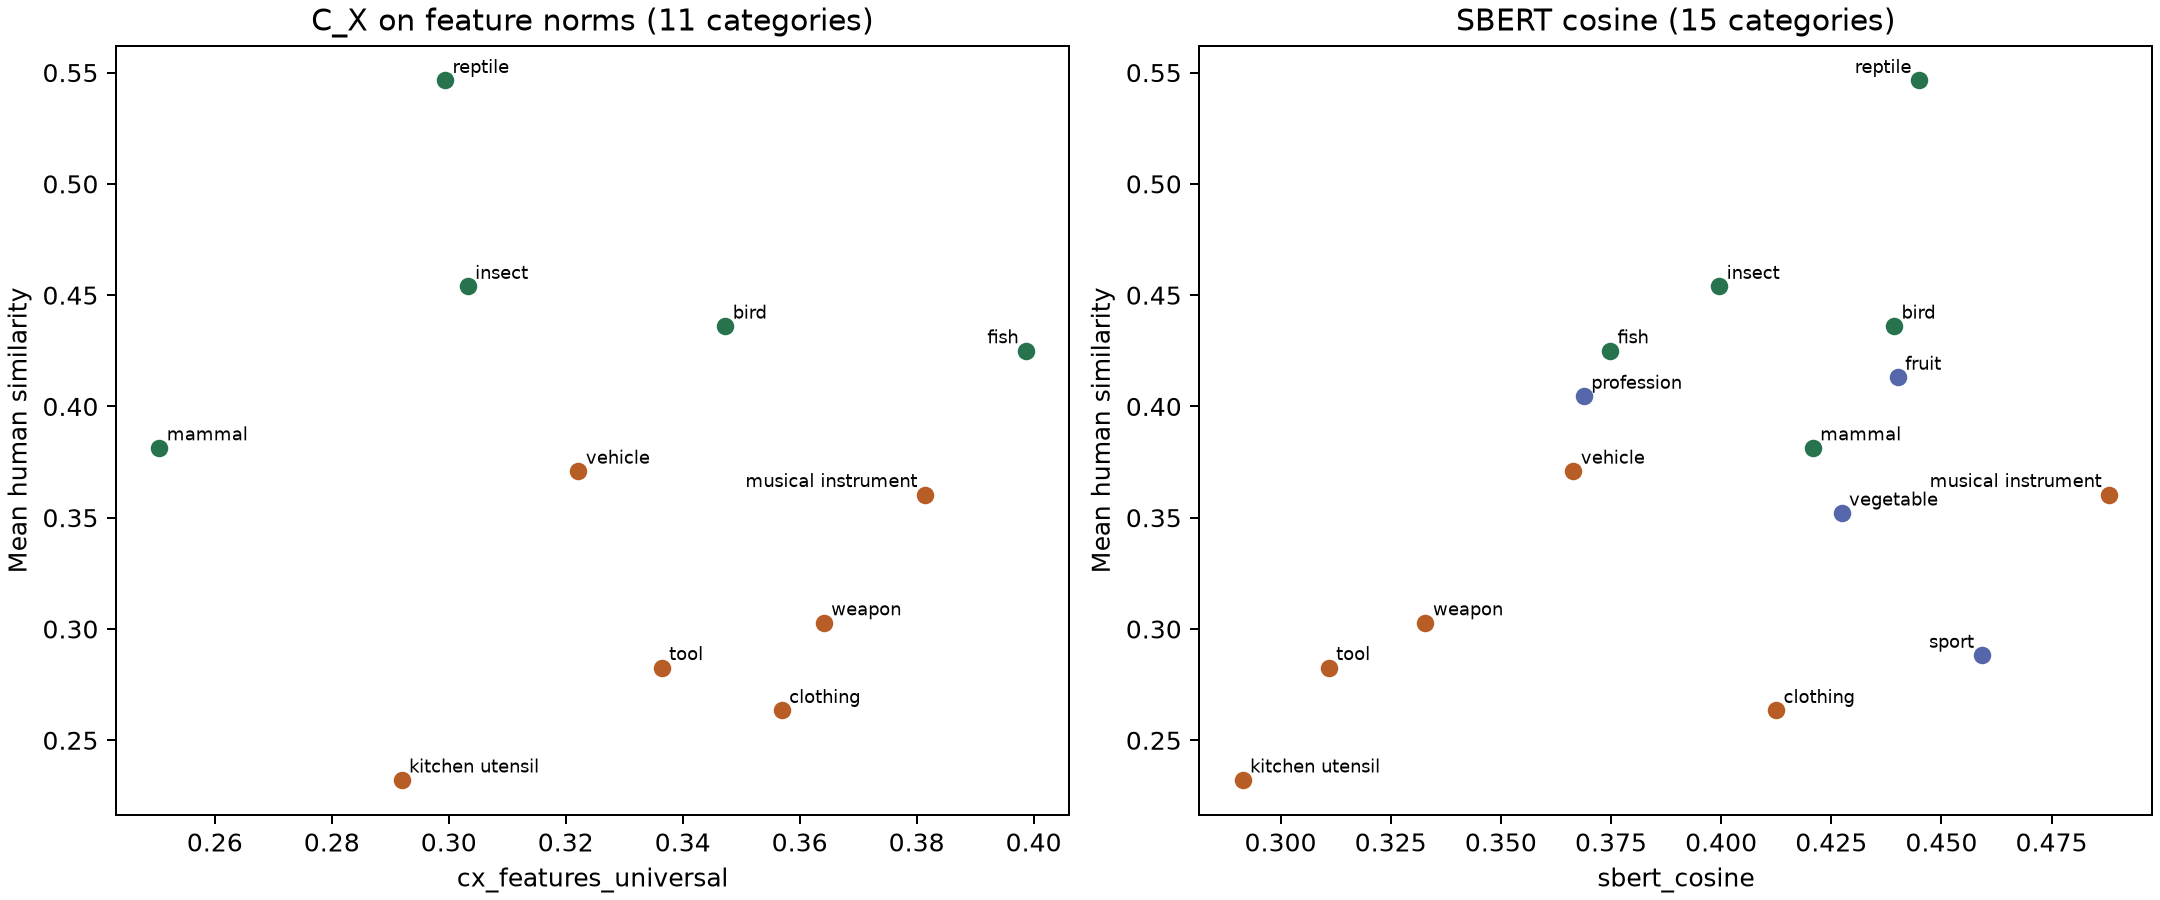 C_X on feature norms (11 categories)
Mean human similarity
0.55
0.50
0.45
0.40
0.35
0.30
0.25
reptile
insect
bird
fish
mammal
vehicle
musical instrument
weapon
tool
clothing
kitchen utensil
0.26 0.28 0.30 0.32 0.34 0.36 0.38 0.40
cx_features_universal
SBERT cosine (15 categories)
Mean human similarity
0.55
0.50
0.45
0.40
0.35
0.30
0.25
reptile
insect
bird
fish
fruit
profession
mammal
vehicle
musical instrument
vegetable
weapon
sport
tool
clothing
kitchen utensil
0.300 0.325 0.350 0.375 0.400 0.425 0.450 0.475
sbert_cosine